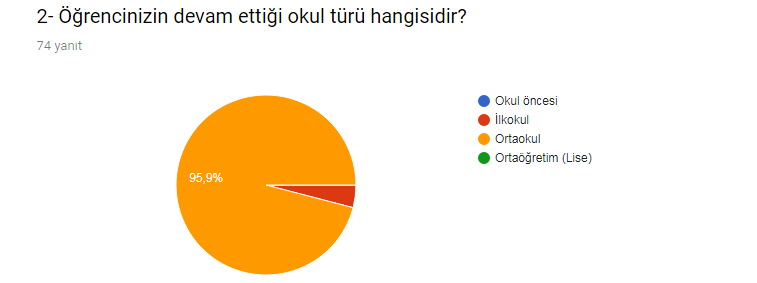 2- Öğrencinizin devam ettiği okul türü hangisidir?
74 yanıt
Okul öncesi
İlkokul
Ortaokul
Ortaöğretim (Lise)
95,9%